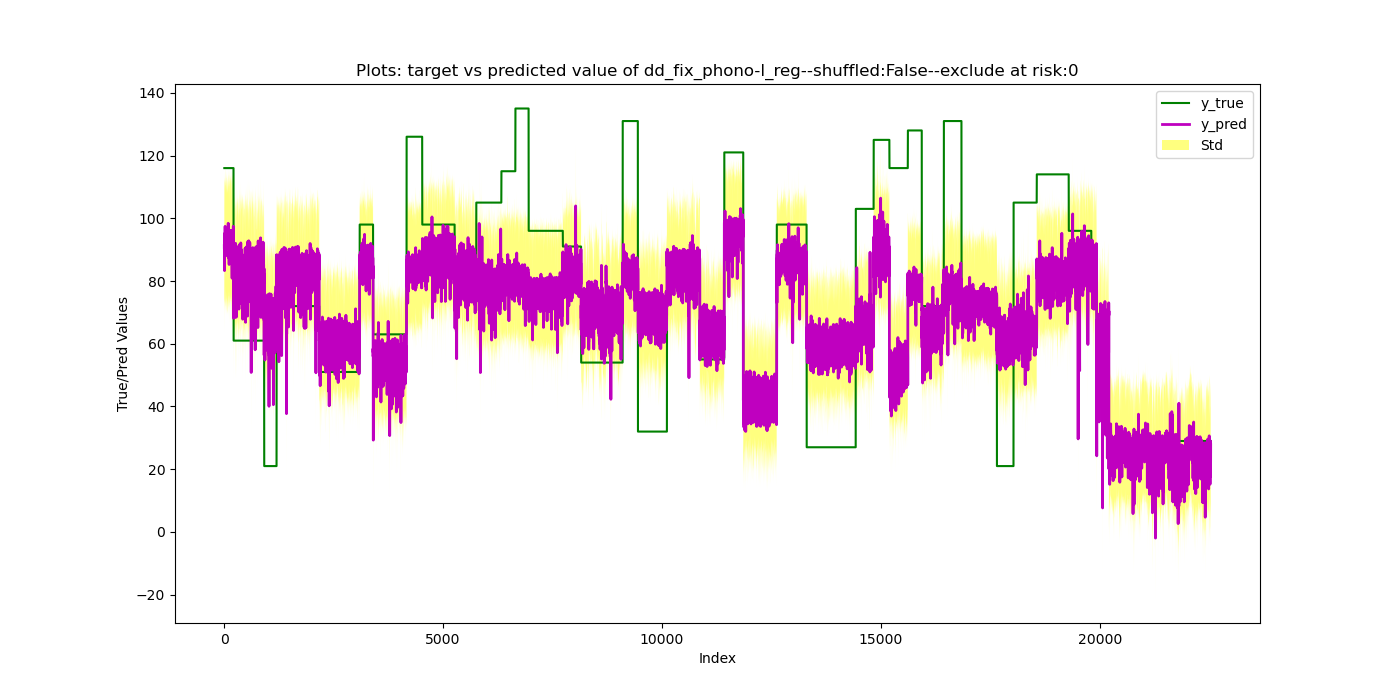 Plots: target vs predicted value of dd_fix_phono-l_reg--shuffled:False--exclude at risk:0
140
120
100
80
60
40
20
0
−20
True/Pred Values
y_true
y_pred
Std
0
5000
10000
15000
20000
Index